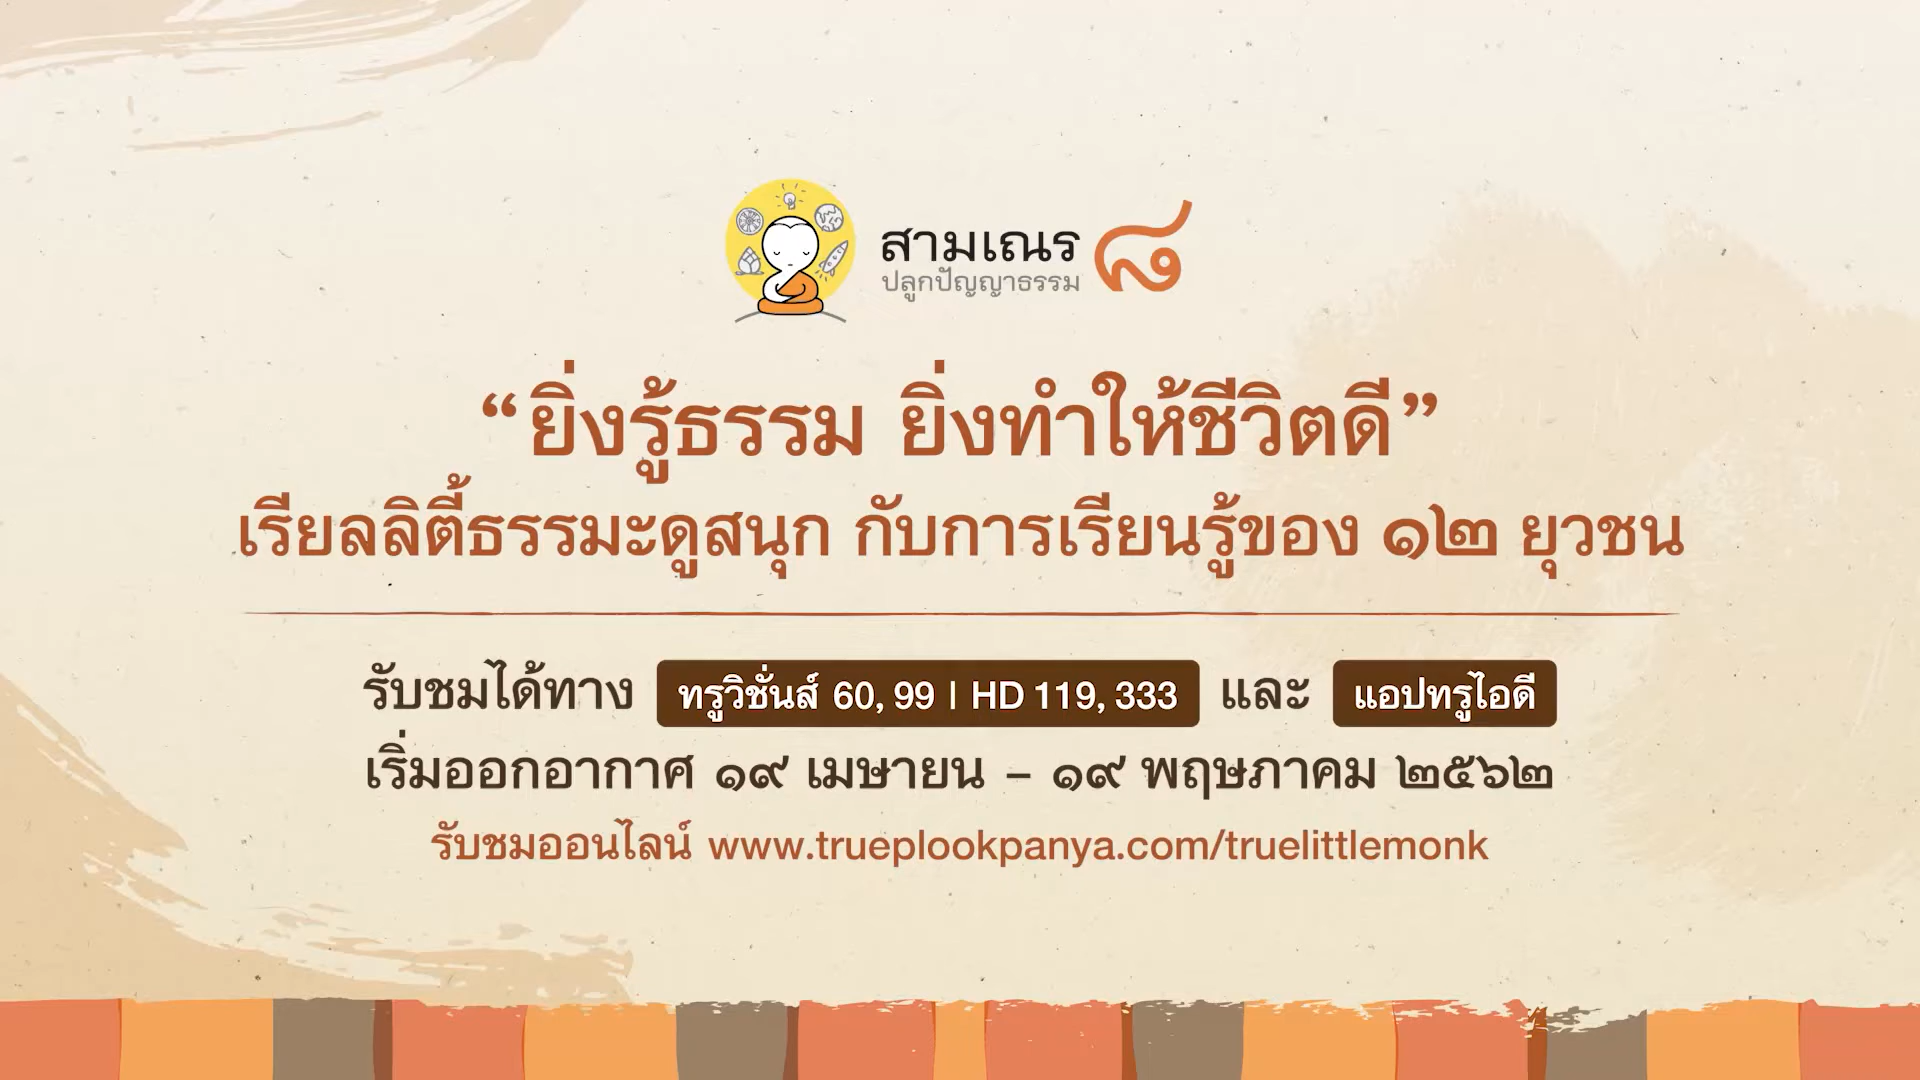 สามเณร ๘
ปลูกปัญญาธรรม
“ยิ่งรู้ธรรม ยิ่งทำให้ชีวิตดี”
เรียลลิตี้ธรรมะดูสนุก กับการเรียนรู้ของ ๑๒ ยุวชน
รับชมได้ทาง ทรูวิชั่นส์ 60, 99 | HD 119, 333 และ แอปทรูไอดี
เริ่มออกอากาศ ๑๙ เมษายน – ๑๙ พฤษภาคม ๒๕๖๒
รับชมออนไลน์ www.trueplookpanya.com/truelittlemonk